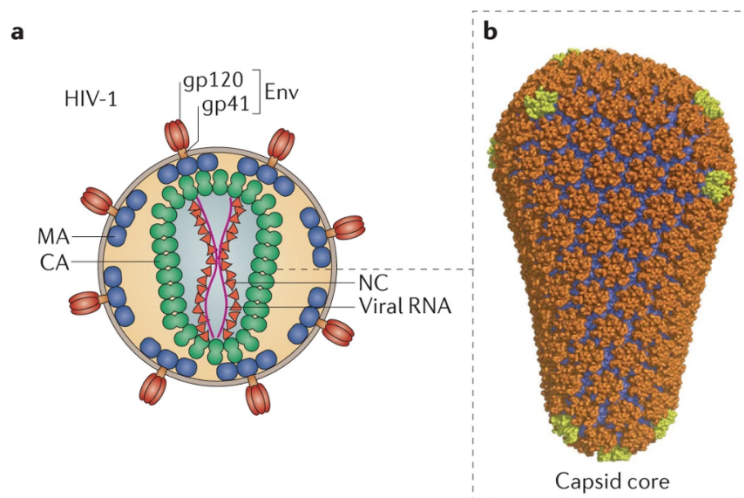 a
HIV-1
gp120
gp41
Env
MA
CA
NC
Viral RNA
b
Capsid core